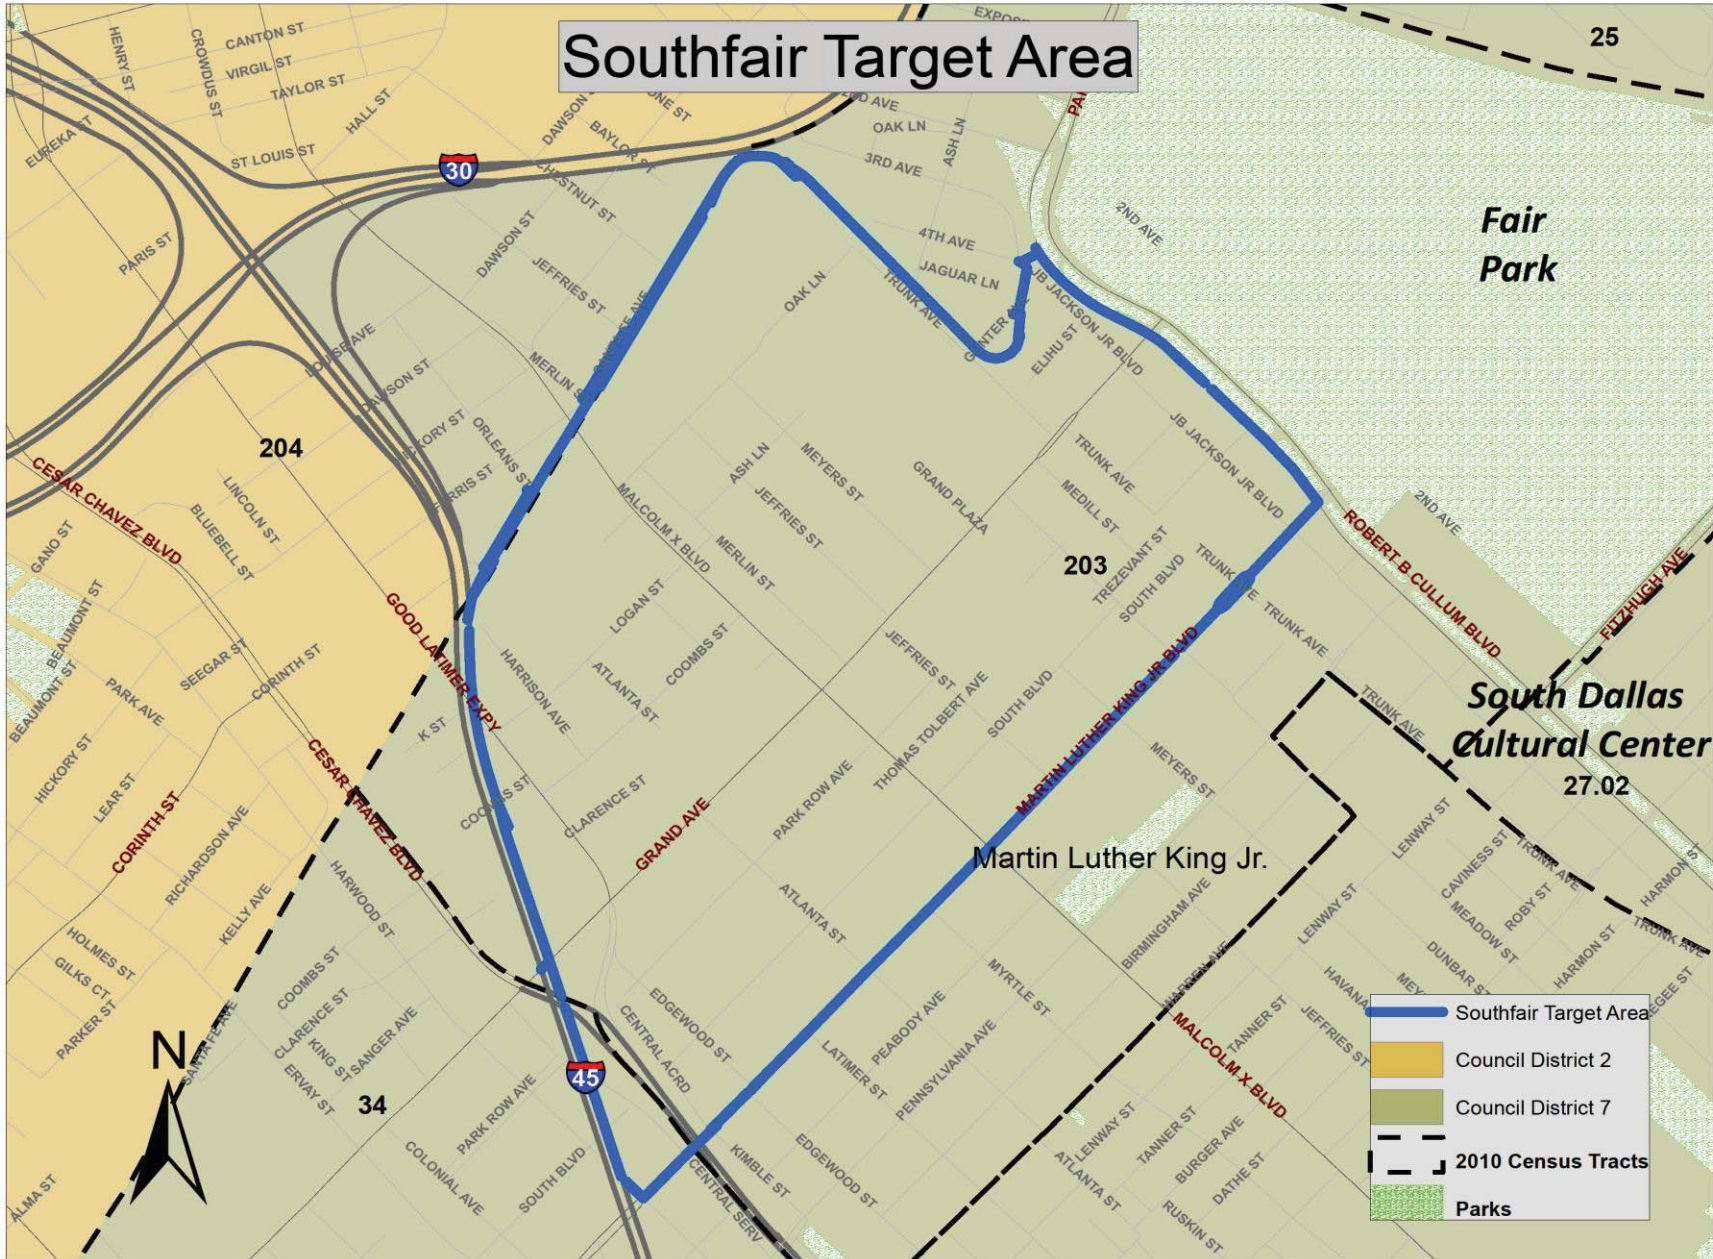 Southfair Target Area
25
HENRY ST
CROWDUS ST
CANTON ST
VIRGIL ST
TAYLOR ST
HALL ST
EUREKA ST
ST LOUIS ST
30
BAYLOR ST
CHESTNUT ST
OAK LN
ASH LN
3RD AVE
4TH AVE
JAGUAR LN
2ND AVE
Fair
Park
PARIS ST
DAWSON ST
JEFFRIES ST
OAK LN
TRUNK AVE
JB JACKSON JR BLVD
ELIHU ST
LOUISE AVE
DAWSON ST
ORLEANS ST
204
CESAR CHAVEZ BLVD
LINCOLN ST
BLUEBELL ST
GANO ST
BEAUMONT ST
BEAUMONT ST
MALCOLM X BLVD
ASH LN
MEYERS ST
JEFFRIES ST
MERLIN ST
GRAND PLAZA
TRUNK AVE
MEDILL ST
JB JACKSON JR BLVD
203
TREZEVANT ST
SOUTH BLVD
TRUNK AVE
TRUNK AVE
ROBERT B CULLUM BLVD
2ND AVE
FITZHUGH AVE
GOOD LATIMER EXPY
SEEGAR ST
CORINTH ST
PARK AVE
HICKORY ST
LEAR ST
CORINTH ST
RICHARDSON AVE
KELLY AVE
CESAR CHAVEZ BLVD
K ST
HARRISON AVE
LOGAN ST
ATLANTA ST
COOMBS ST
COOMBS ST
CLARENCE ST
GRAND AVE
JEFFRIES ST
THOMAS TOLBERT AVE
SOUTH BLVD
PARK ROW AVE
MARTIN LUTHER KING JR BLVD
MEYERS ST
TRUNK AVE
South Dallas
Cultural Center
27.02
Martin Luther King Jr.
HOLMES ST
GILKS CT
PARKER ST
HARWOOD ST
COOMBS ST
CLARENCE ST
KING ST
SANGER AVE
ERVAY ST
SANTA FE AVE
34
N
45
ATLANTA ST
EDGEWOOD ST
CENTRAL ACRD
MYRTLE ST
PEABODY AVE
LATIMER ST
PENNSYLVANIA AVE
BIRMINGHAM AVE
WARREN AVE
MALCOLM X BLVD
LENWAY ST
LENWAY ST
CAVINESS ST
TRUNK AVE
ROBY ST
MEADOW ST
DUNBAR ST
HARMON ST
HARMON ST
TRUNK AVE
TANNER ST
JEFFRIES ST
PARK ROW AVE
COLONIAL AVE
SOUTH BLVD
ALMA ST
KIMBLE ST
CENTRAL SERV
EDGEWOOD ST
LENWAY ST
TANNER ST
BURGER AVE
ATLANTA ST
DATHE ST
RUSKIN ST
Southfair Target Area
Council District 2
Council District 7
2010 Census Tracts
Parks